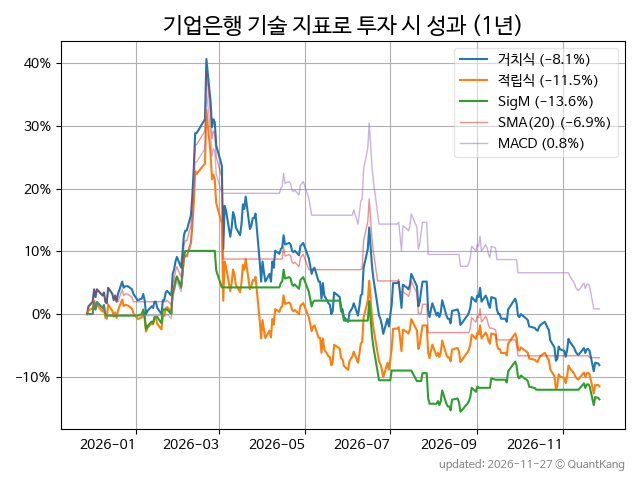 기업은행 기술 지표로 투자 시 성과 (1년)
40%
30%
20%
10%
0%
−10%
거치식 (−8.1%)
적립식 (−11.5%)
SigM (−13.6%)
SMA(20) (−6.9%)
MACD (0.8%)
2026-01
2026-03
2026-05
2026-07
2026-09
2026-11
updated: 2026-11-27 © QuantKang